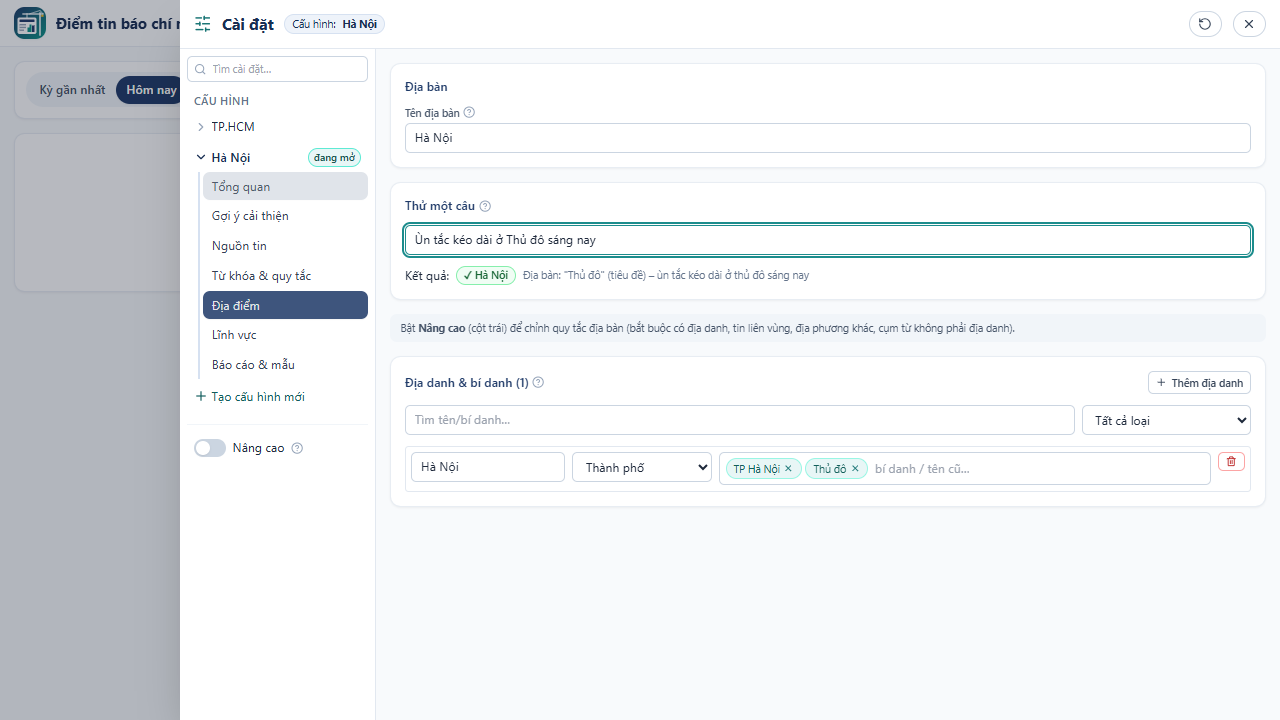 Điểm tin báo chí
Kỳ gần nhất
Hôm nay
Cài đặt
Cấu hình: Hà Nội
Tìm cài đặt...
CẤU HÌNH
TP.HCM
Hà Nội
đang mở
Tổng quan
Gợi ý cải thiện
Nguồn tin
Từ khóa & quy tắc
Địa điểm
Lĩnh vực
Báo cáo & mẫu
+ Tạo cấu hình mới
Nâng cao
Địa bàn
Tên địa bàn
Hà Nội
Thử một câu
Ùn tắc kéo dài ở Thủ đô sáng nay
Kết quả: ✓ Hà Nội Địa bàn: "Thủ đô" (tiêu đề) – ùn tắc kéo dài ở thủ đô sáng nay
Bật Nâng cao (cột trái) để chỉnh quy tắc địa bàn (bắt buộc có địa danh, tin liên vùng, địa phương khác, cụm từ không phải địa danh).
Địa danh & bí danh (1)
+ Thêm địa danh
Tìm tên/bí danh...
Tất cả loại
Hà Nội
Thành phố
TP Hà Nội ×
Thủ đô ×
bí danh / tên cũ...